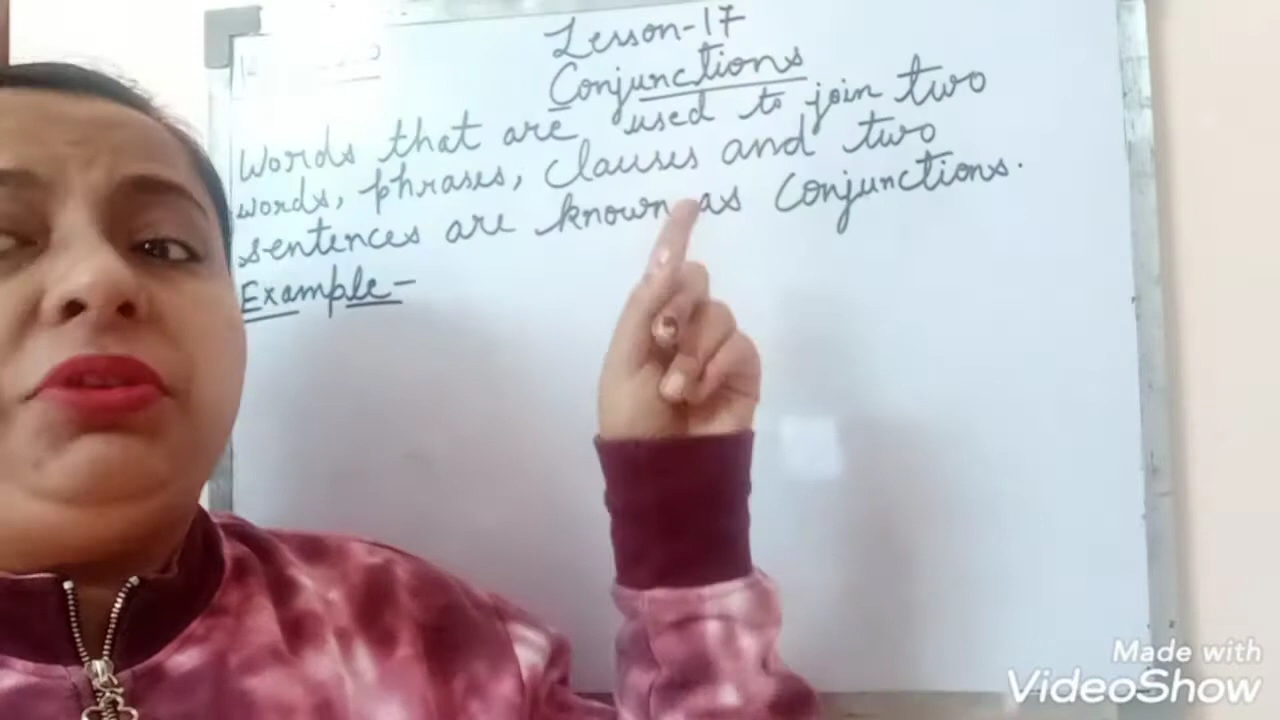 Lesson-17
Conjunctions
Words that are used to join two
words, phrases, clauses and two
sentences are known as Conjunctions.
Example-
Made with
VideoShow